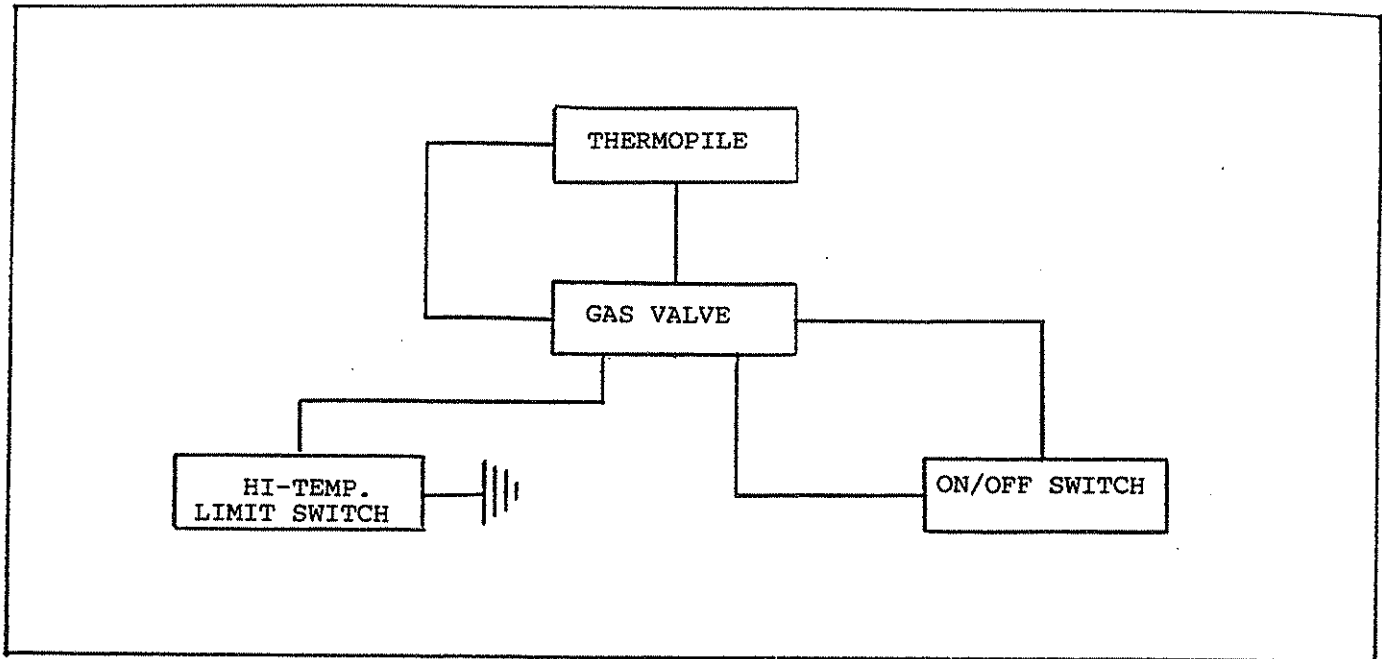 THERMOPILE
GAS VALVE
HI-TEMP.
LIMIT SWITCH
ON/OFF SWITCH